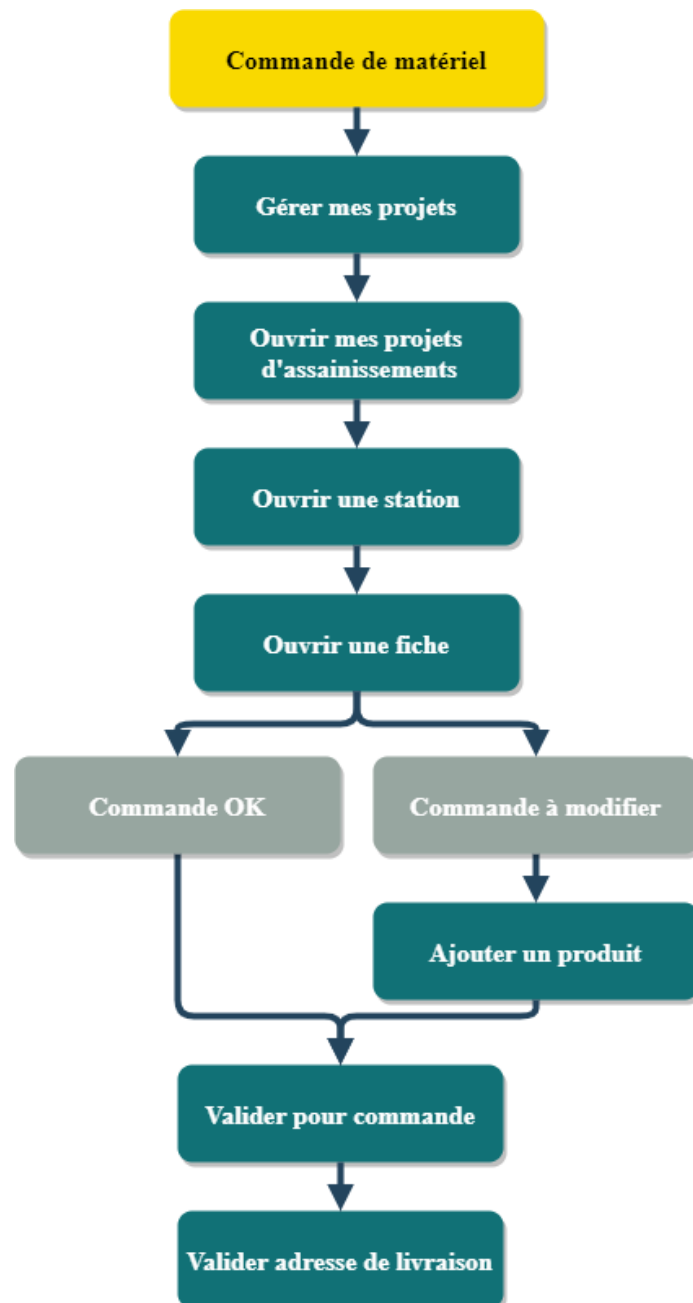 Commande de matériel
Gérer mes projets
Ouvrir mes projets
d'assainissements
Ouvrir une station
Ouvrir une fiche
Commande OK
Commande à modifier
Ajouter un produit
Valider pour commande
Valider adresse de livraison